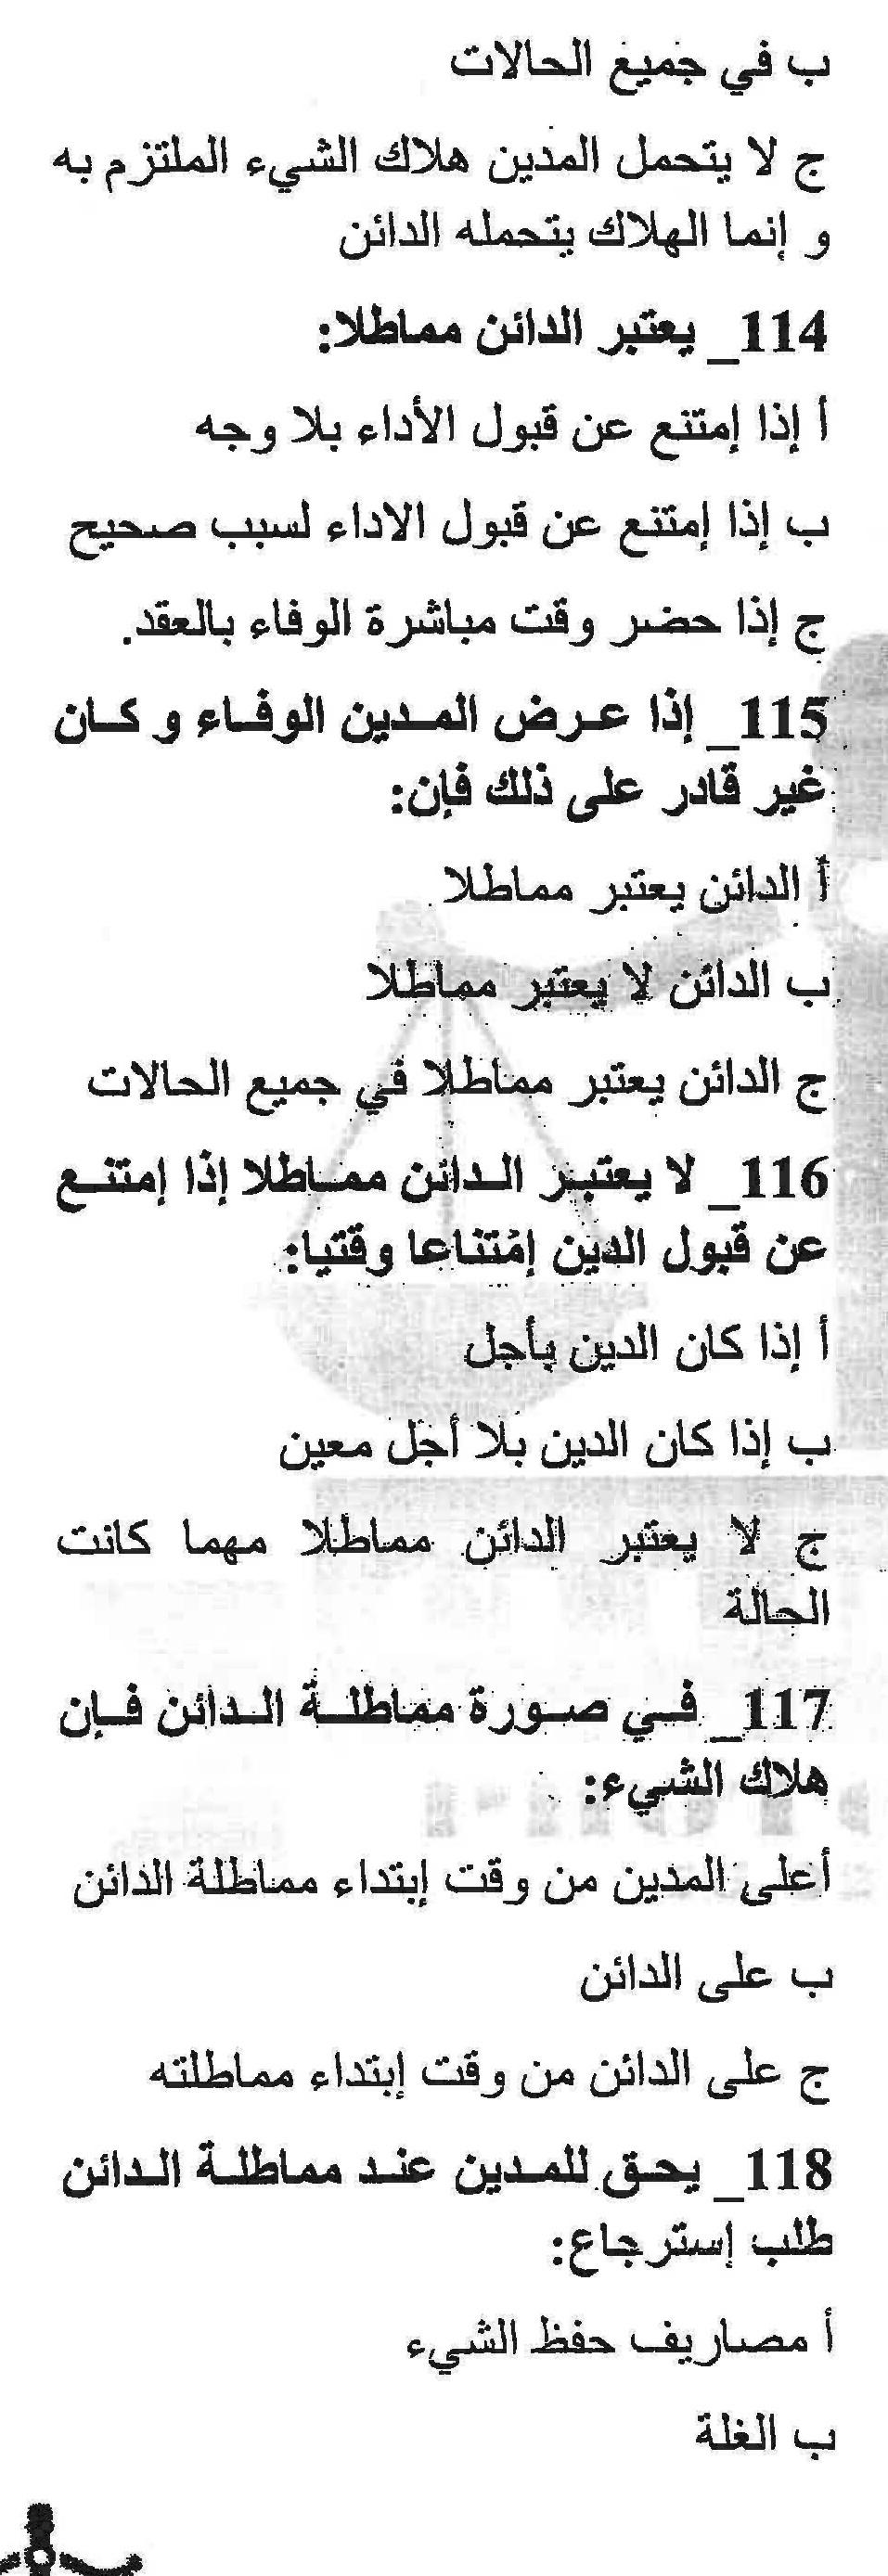 ب في جميع الحالات
ج لا يتحمل المدين هلاك الشيء الملتزم به
و إنما الهلاك يتحمله الدائن
114_ يعتبر الدائن مماطلا:
أ إذا إمتنع عن قبول الأداء بلا وجه
ب إذا إمتنع عن قبول الاداء لسبب صحيح
ج إذا حضر وقت مباشرة الوفاء بالعقد.
115_ إذا عرض المدين الوفاء و كان
غير قادر على ذلك فإن:
أ الدائن يعتبر مماطلا
ب الدائن لا يعتبر مماطلا
ج الدائن يعتبر مماطلا في جميع الحالات
116_ لا يعتبر الدائن مماطلا إذا إمتنع
عن قبول الدين إمتناعا وقتيا:
أ إذا كان الدين بأجل
ب إذا كان الدين بلا أجل معين
ج لا يعتبر الدائن مماطلا مهما كانت
الحالة
117_ في صورة مماطلة الدائن فإن
هلاك الشيء:
أعلى المدين من وقت إبتداء مماطلة الدائن
ب على الدائن
ج على الدائن من وقت إبتداء مماطلته
118_ يحق للمدين عند مماطلة الدائن
طلب إسترجاع:
أ مصاريف حفظ الشيء
ب الغلة